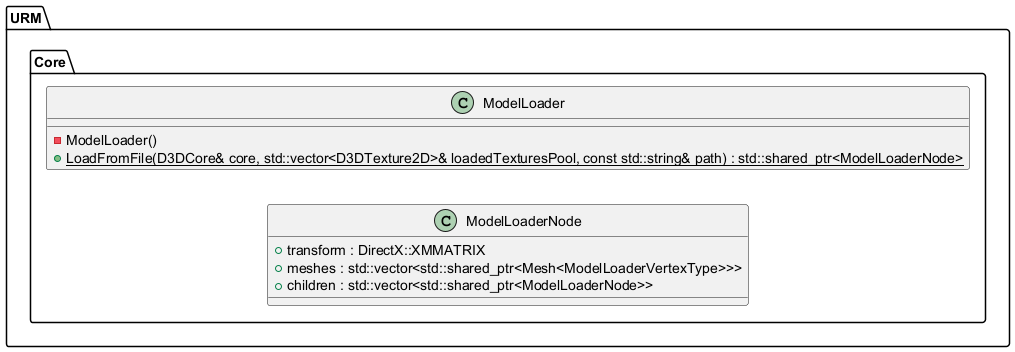 URM
Core
C ModelLoader
ModelLoader()
LoadFromFile(D3DCore& core, std::vector<D3DTexture2D>& loadedTexturesPool, const std::string& path) : std::shared_ptr<ModelLoaderNode>
C ModelLoaderNode
transform : DirectX::XMMATRIX
meshes : std::vector<std::shared_ptr<Mesh<ModelLoaderVertexType>>>
children : std::vector<std::shared_ptr<ModelLoaderNode>>